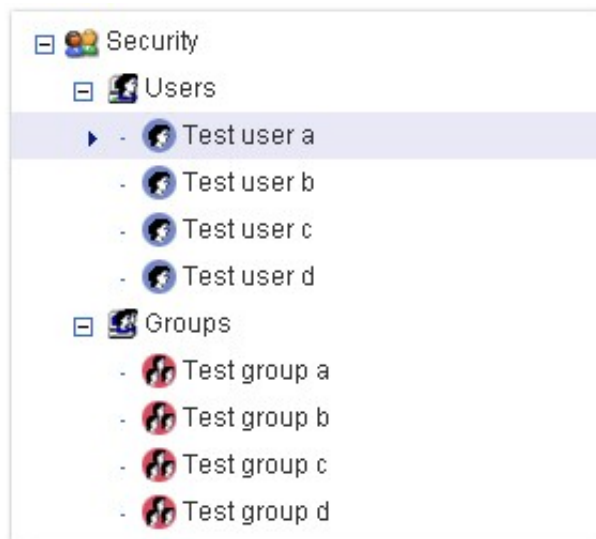 Security
Users
Test user a
Test user b
Test user c
Test user d
Groups
Test group a
Test group b
Test group c
Test group d